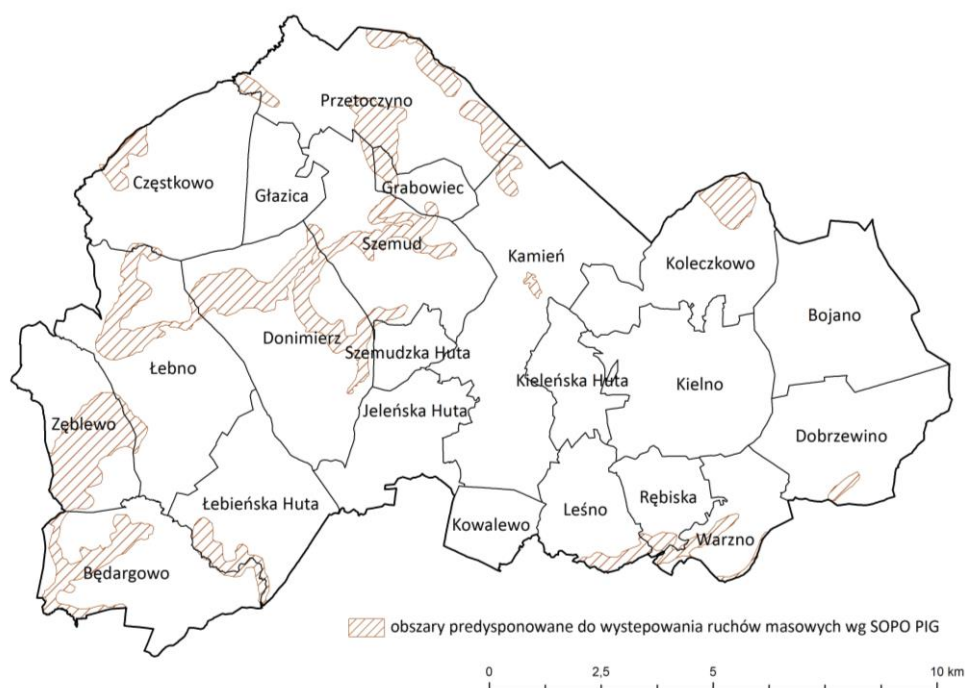 Przetoczyno
Częstkowo
Głazica
Grabowiec
Szemud
Kamień
Koleczkowo
Bojano
Donimierz
Szemudzka Huta
Łebno
Kieleńska Huta
Kielno
Zęblewo
Jeleńska Huta
Dobrzewino
Łebieńska Huta
Kowalewo
Leśno
Rębiska
Warzno
Będargowo
obszary predysponowane do wystepowania ruchów masowych wg SOPO PIG
0 2,5 5 10 km